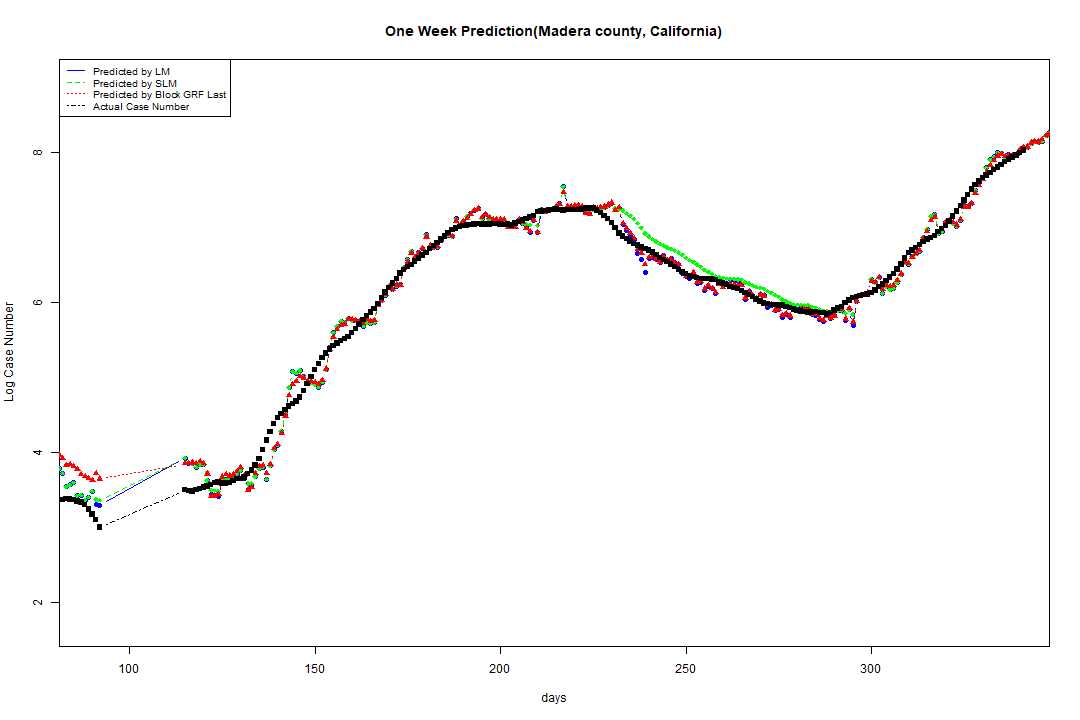 One Week Prediction(Madera county, California)
Predicted by LM
Predicted by SLM
Predicted by Block GRF Last
Actual Case Number
8
6
4
2
Log Case Number
100 150 200 250 300
days